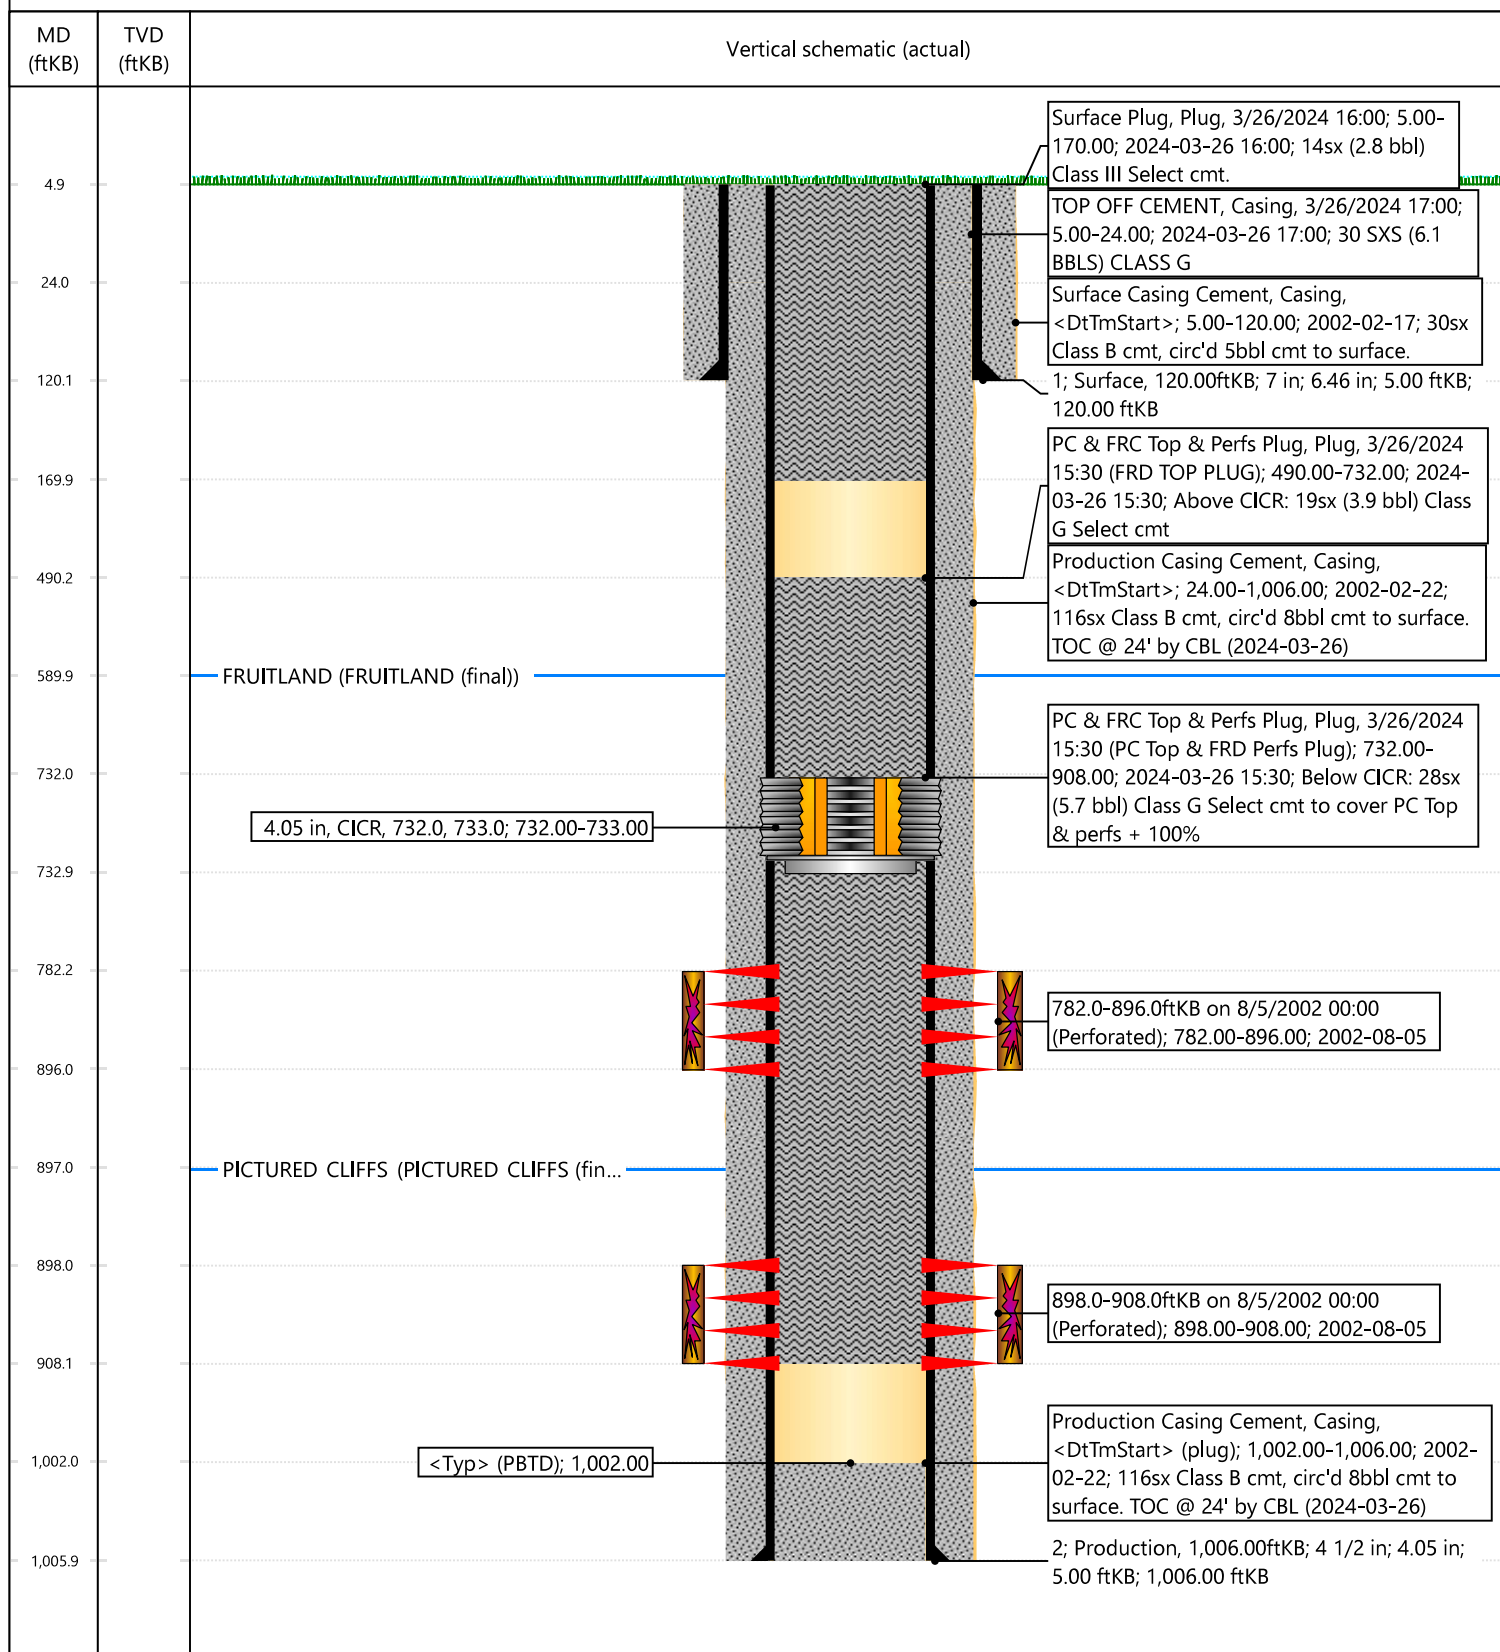 MD
(ftKB)
TVD
(ftKB)
Vertical schematic (actual)
Surface Plug, Plug, 3/26/2024 16:00; 5.00-
170.00; 2024-03-26 16:00; 14sx (2.8 bbl)
Class III Select cmt.
4.9
TOP OFF CEMENT, Casing, 3/26/2024 17:00;
5.00-24.00; 2024-03-26 17:00; 30 SXS (6.1
BBLS) CLASS G
24.0
Surface Casing Cement, Casing,
<DtTmStart>; 5.00-120.00; 2002-02-17; 30sx
Class B cmt, circ'd 5bbl cmt to surface.
120.1
1; Surface, 120.00ftKB; 7 in; 6.46 in; 5.00 ftKB;
120.00 ftKB
PC & FRC Top & Perfs Plug, Plug, 3/26/2024
15:30 (FRD TOP PLUG); 490.00-732.00; 2024-
03-26 15:30; Above CICR: 19sx (3.9 bbl) Class
G Select cmt
169.9
490.2
Production Casing Cement, Casing,
<DtTmStart>; 24.00-1,006.00; 2002-02-22;
116sx Class B cmt, circ'd 8bbl cmt to surface.
TOC @ 24' by CBL (2024-03-26)
589.9
FRUITLAND (FRUITLAND (final))
PC & FRC Top & Perfs Plug, Plug, 3/26/2024
15:30 (PC Top & FRD Perfs Plug); 732.00-
908.00; 2024-03-26 15:30; Below CICR: 28sx
(5.7 bbl) Class G Select cmt to cover PC Top
& perfs + 100%
732.0
4.05 in, CICR, 732.0, 733.0; 732.00-733.00
732.9
782.2
782.0-896.0ftKB on 8/5/2002 00:00
(Perforated); 782.00-896.00; 2002-08-05
896.0
897.0
PICTURED CLIFFS (PICTURED CLIFFS (fin...
898.0
898.0-908.0ftKB on 8/5/2002 00:00
(Perforated); 898.00-908.00; 2002-08-05
908.1
Production Casing Cement, Casing,
<DtTmStart> (plug); 1,002.00-1,006.00; 2002-
02-22; 116sx Class B cmt, circ'd 8bbl cmt to
surface. TOC @ 24' by CBL (2024-03-26)
1,002.0
<Typ> (PBTD); 1,002.00
1,005.9
2; Production, 1,006.00ftKB; 4 1/2 in; 4.05 in;
5.00 ftKB; 1,006.00 ftKB